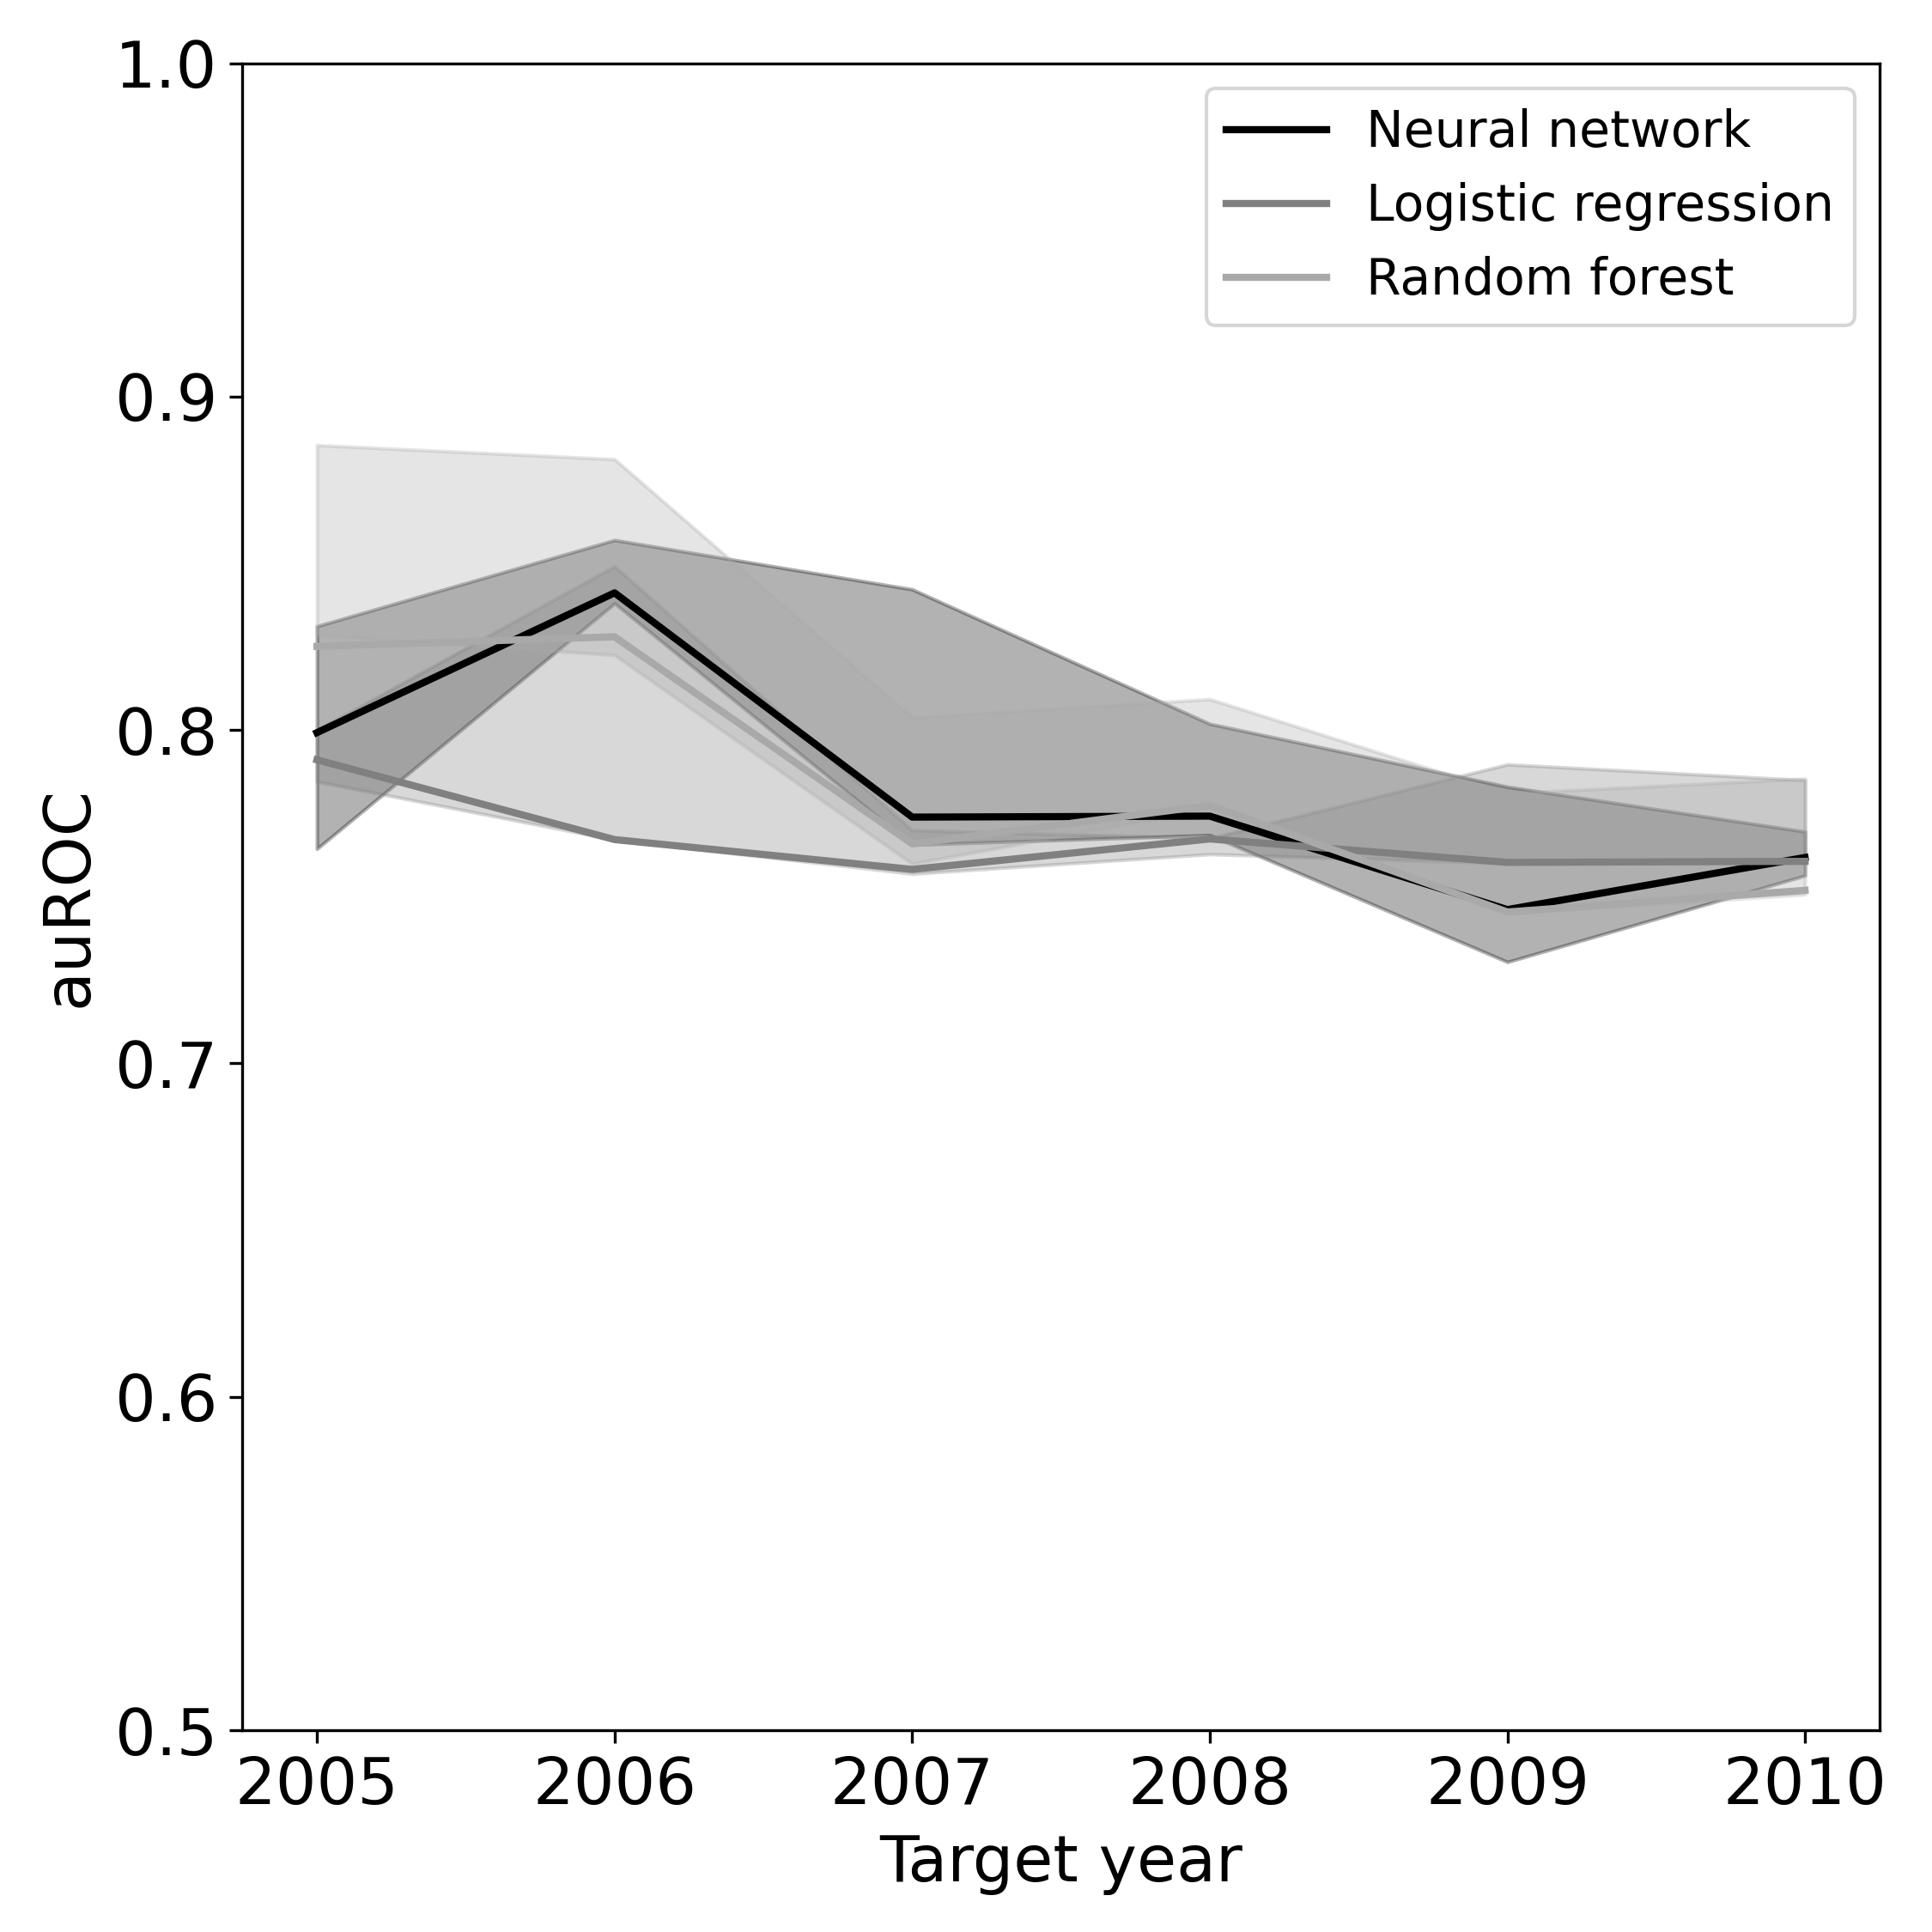 1.0
0.9
0.8
0.7
0.6
0.5
auROC
Neural network
Logistic regression
Random forest
2005 2006 2007 2008 2009 2010
Target year